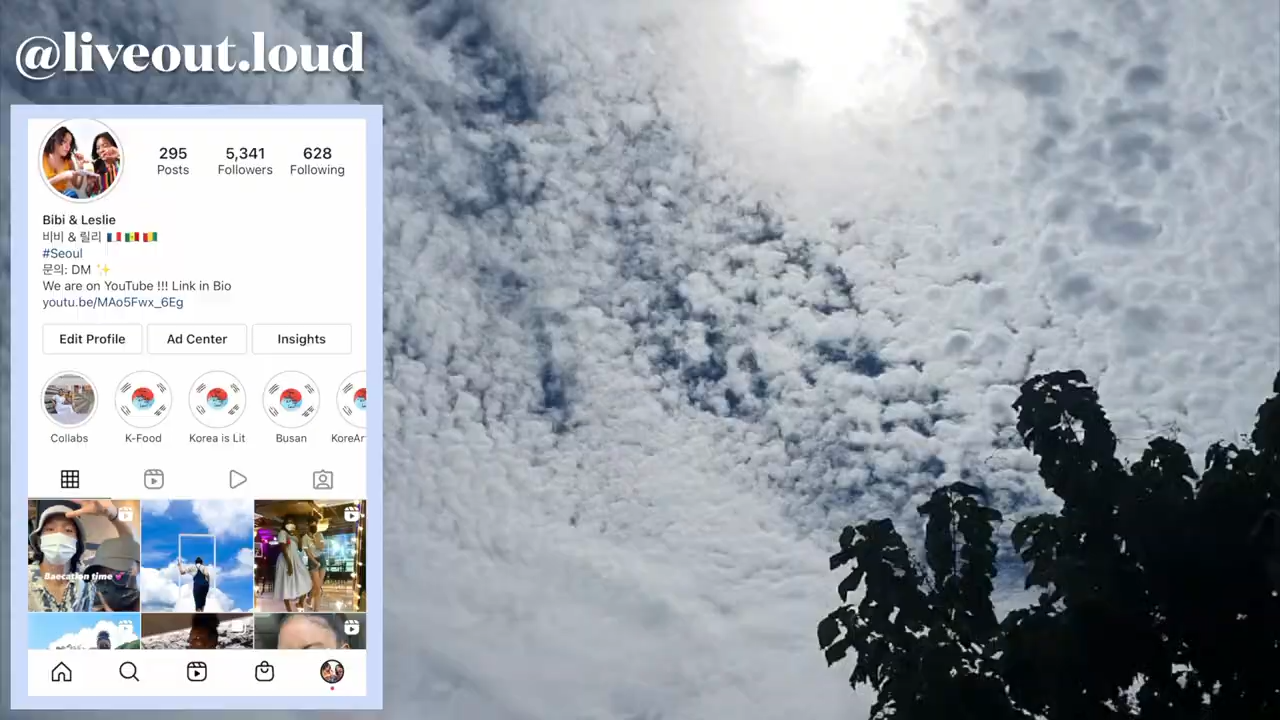 @liveout.loud
295 5,341 628
Posts Followers Following
Bibi & Leslie
비비 & 릴리 🇫🇷 🇸🇳 
#Seoul
문의: DM ✨
We are on YouTube !!! Link in Bio
youtu.be/MAo5Fwx_6Eg
Edit Profile Ad Center Insights
Collabs K-Food Korea is Lit Busan KoreAr
Baecation time 💕